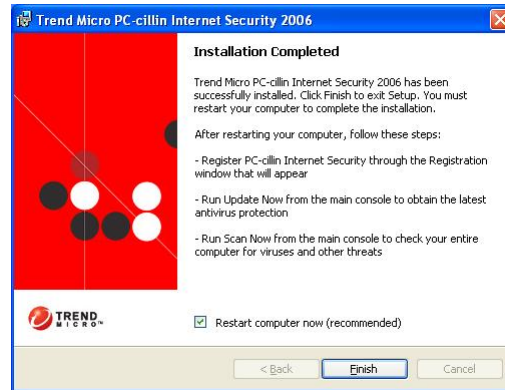 Trend Micro PC-cillin Internet Security 2006
Installation Completed
Trend Micro PC-cillin Internet Security 2006 has been
successfully installed. Click Finish to exit Setup. You must
restart your computer to complete the installation.
After restarting your computer, follow these steps:
- Register PC-cillin Internet Security through the Registration
window that will appear
- Run Update Now from the main console to obtain the latest
antivirus protection
- Run Scan Now from the main console to check your entire
computer for viruses and other threats
TREND
MICRO™
Restart computer now (recommended)
< Back
Finish
Cancel